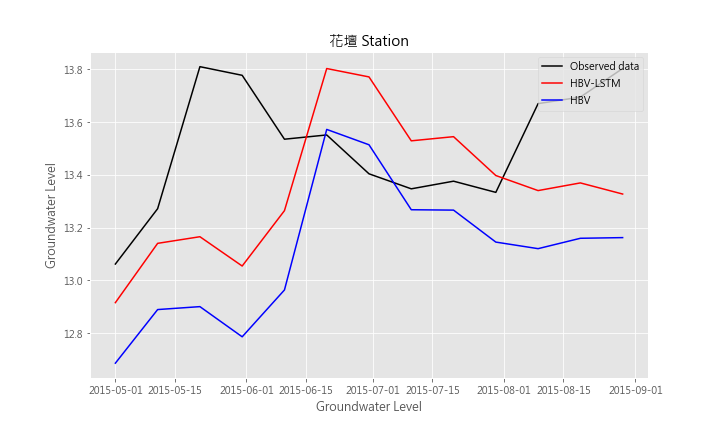 花壇 Station
Observed data
HBV-LSTM
HBV
Groundwater Level
13.8
13.6
13.4
13.2
13.0
12.8
2015-05-01 2015-05-15 2015-06-01 2015-06-15 2015-07-01 2015-07-15 2015-08-01 2015-08-15 2015-09-01
Groundwater Level